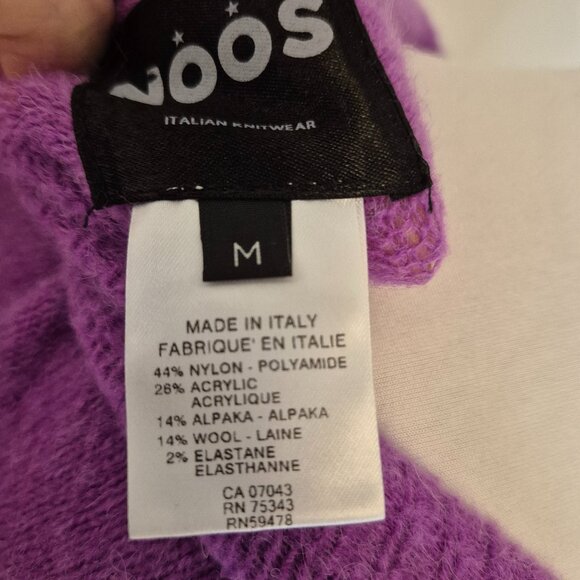 VOOS
ITALIAN KNITWEAR
M
MADE IN ITALY
FABRIQUE' EN ITALIE
44% NYLON - POLYAMIDE
26% ACRYLIC
ACRYLIQUE
14% ALPAKA - ALPAKA
14% WOOL - LAINE
2% ELASTANE
ELASTHANNE
CA 07043
RN 75343
RN59478